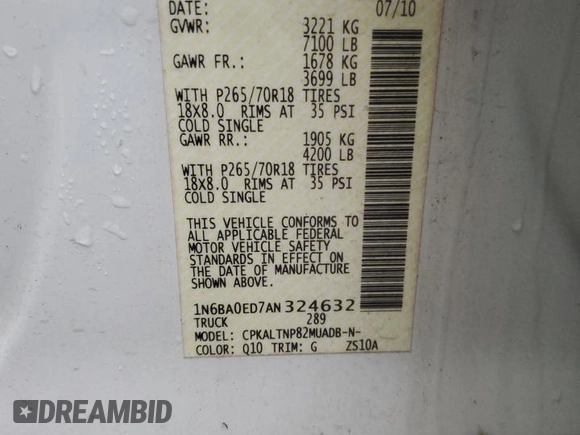 DATE: 07/10
GVWR: 3221 KG
7100 LB
GAWR FR.: 1678 KG
3699 LB
WITH P265/70R18 TIRES
18X8.0 RIMS AT 35 PSI
COLD SINGLE
GAWR RR.: 1905 KG
4200 LB
WITH P265/70R18 TIRES
18X8.0 RIMS AT 35 PSI
COLD SINGLE
THIS VEHICLE CONFORMS TO
ALL APPLICABLE FEDERAL
MOTOR VEHICLE SAFETY
STANDARDS IN EFFECT
ON THE DATE OF MANUFACTURE
1N6BA0ED7AN324632
TRUCK 289
MODEL: CPKALTNP82MUADB-N-
COLOR: Q10 TRIM: G ZS10A
DREAMBID